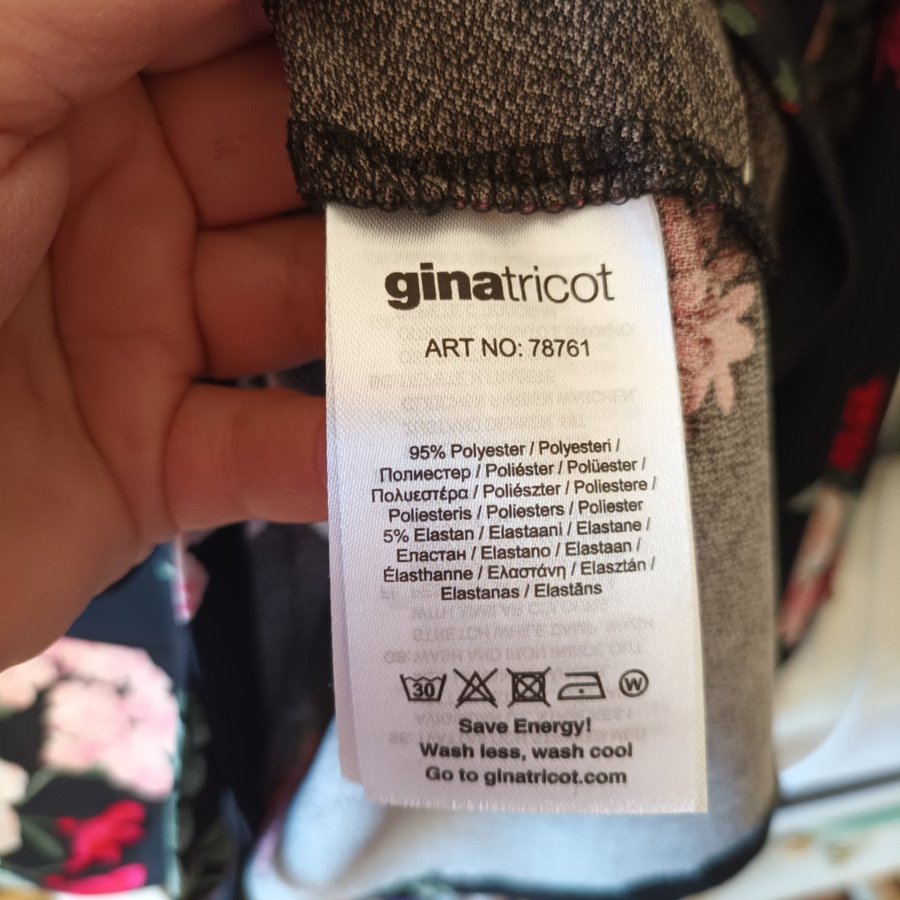 ginatricot
ART NO: 78761
95% Polyester / Polyesteri /
Полиестер / Poliéster / Polüester /
Πολυεστέρα / Poliészter / Poliestere /
Poliesteris / Poliesters / Poliester
5% Elastan / Elastaani / Elastane /
Еластан / Elastano / Elastaan /
Élasthanne / Ελαστάνη / Elasztán /
Elastanas / Elastāns
30
W
Save Energy!
Wash less, wash cool
Go to ginatricot.com